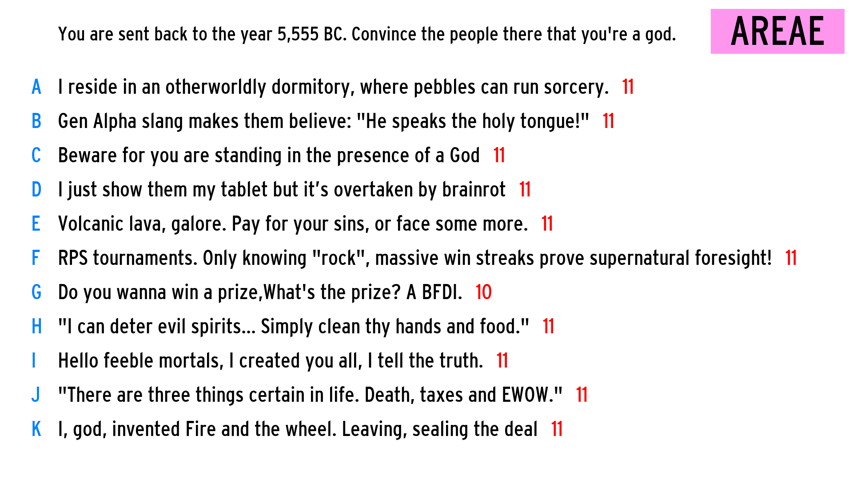 You are sent back to the year 5,555 BC. Convince the people there that you're a god.
AREAE
A I reside in an otherworldly dormitory, where pebbles can run sorcery. 11
B Gen Alpha slang makes them believe: "He speaks the holy tongue!" 11
C Beware for you are standing in the presence of a God 11
D I just show them my tablet but it’s overtaken by brainrot 11
E Volcanic lava, galore. Pay for your sins, or face some more. 11
F RPS tournaments. Only knowing "rock", massive win streaks prove supernatural foresight! 11
G Do you wanna win a prize,What's the prize? A BFDI. 10
H "I can deter evil spirits... Simply clean thy hands and food." 11
I Hello feeble mortals, I created you all, I tell the truth. 11
J "There are three things certain in life. Death, taxes and EWOW." 11
K I, god, invented Fire and the wheel. Leaving, sealing the deal 11